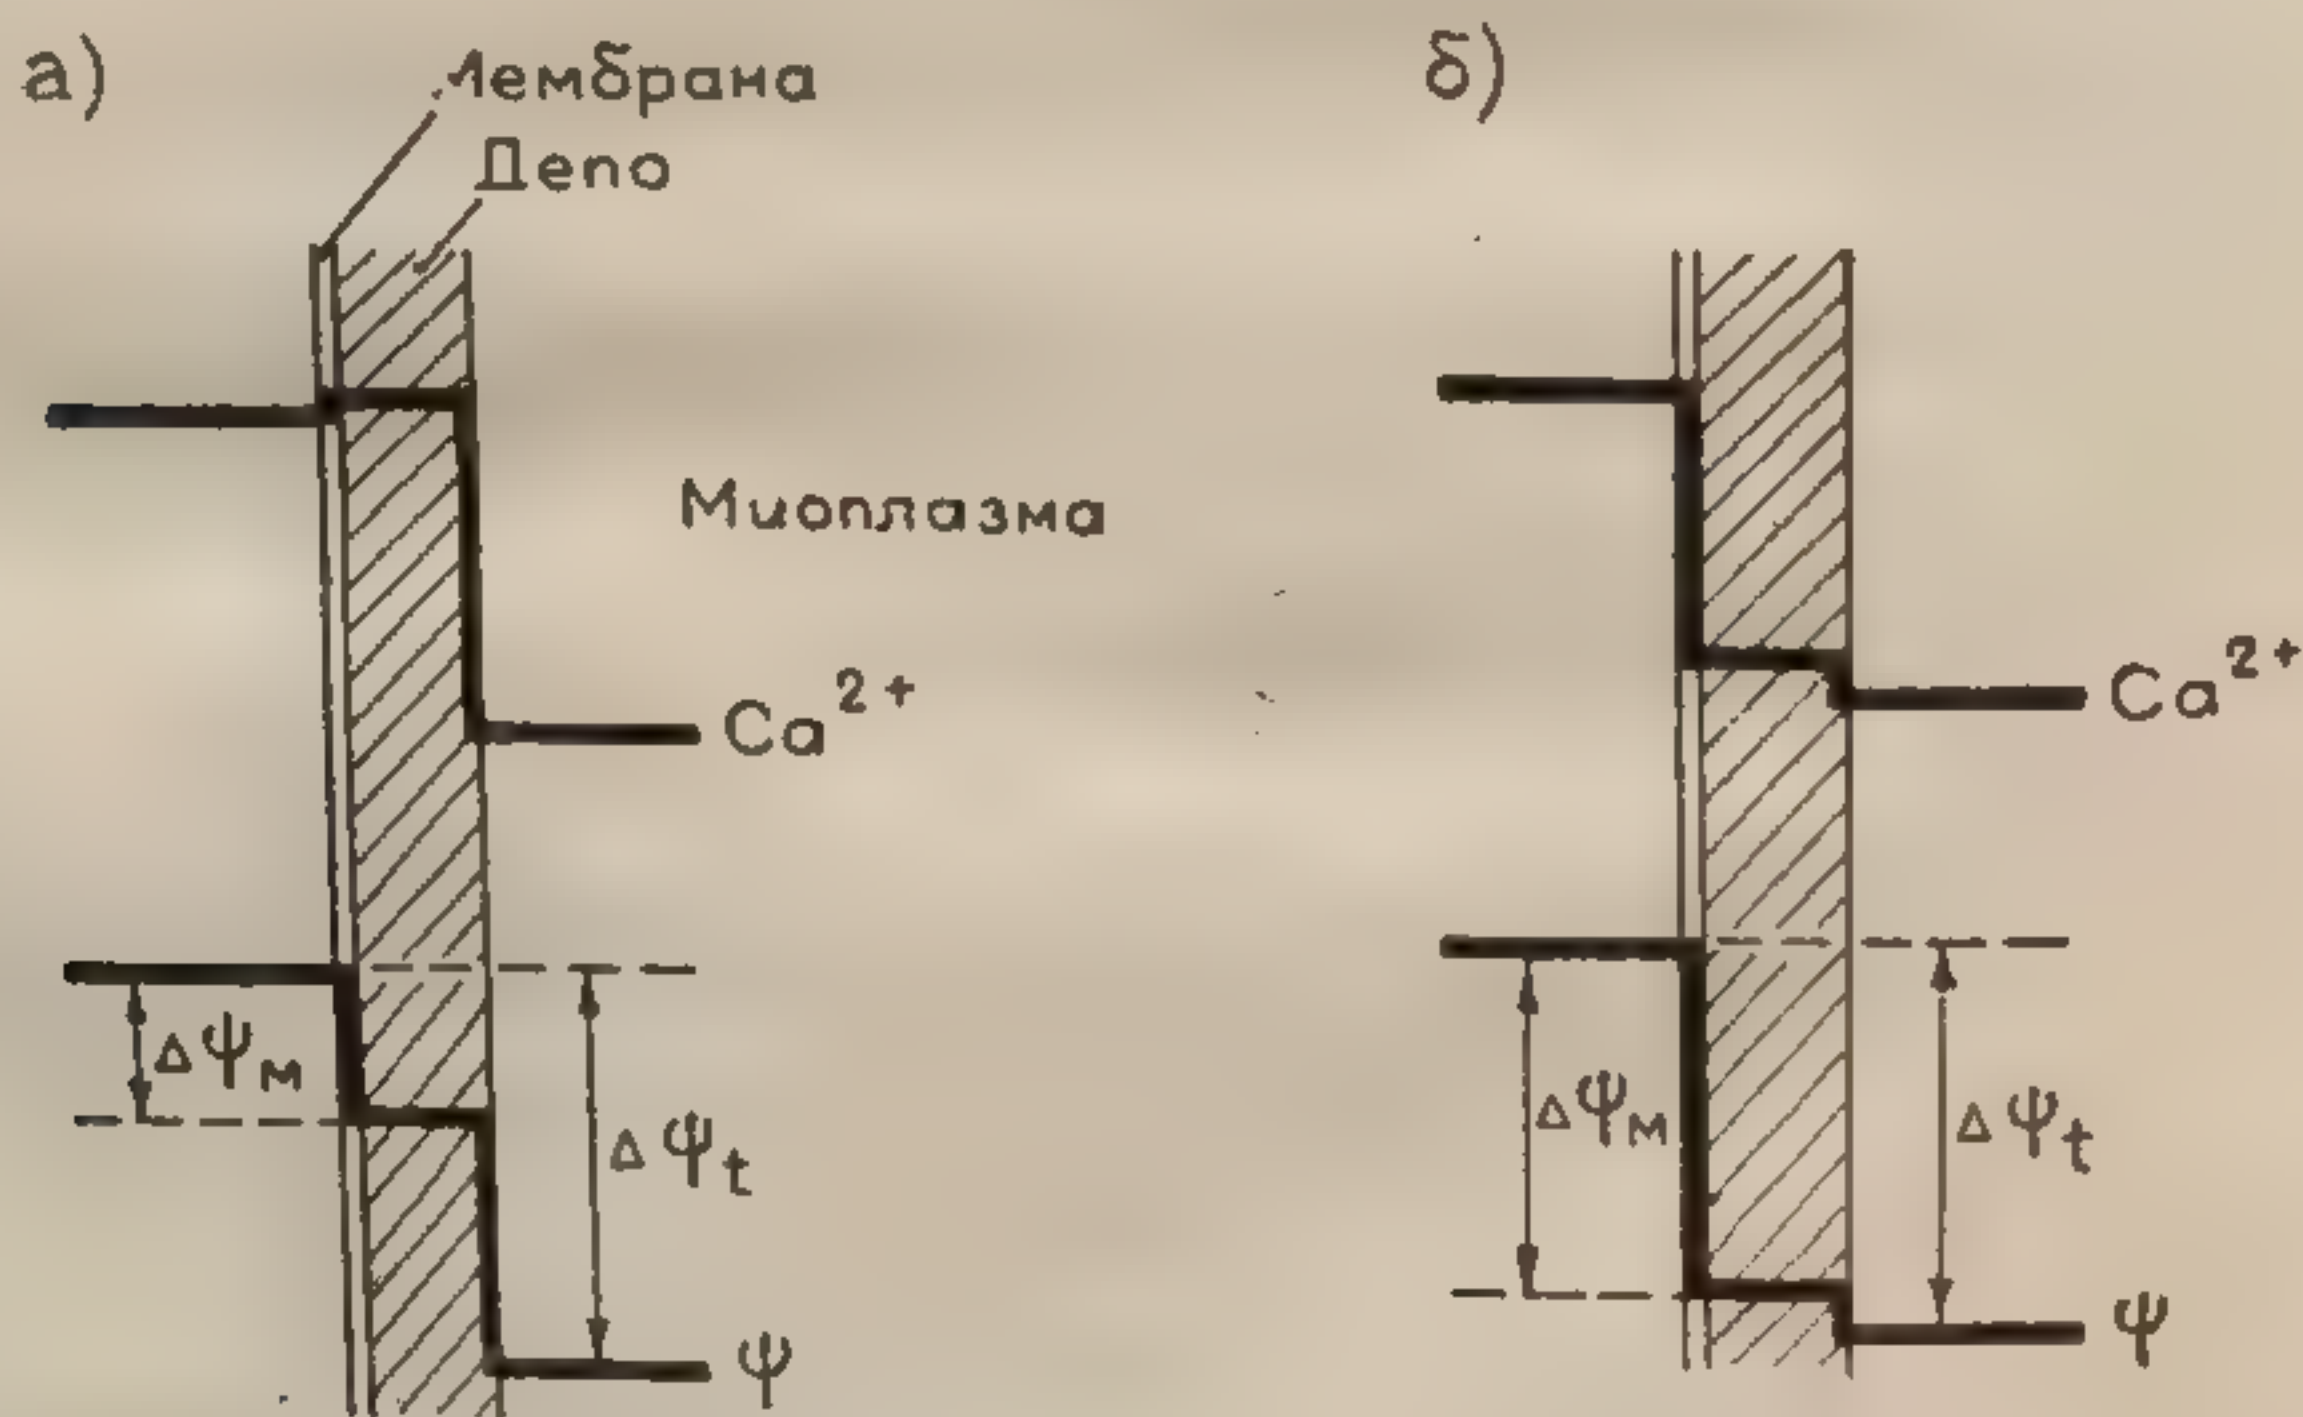 а)
Мембрана
Депо
Миоплазма
Ca²⁺
Δψм
Δψt
ψ
б)
Ca²⁺
Δψм
Δψt
ψ